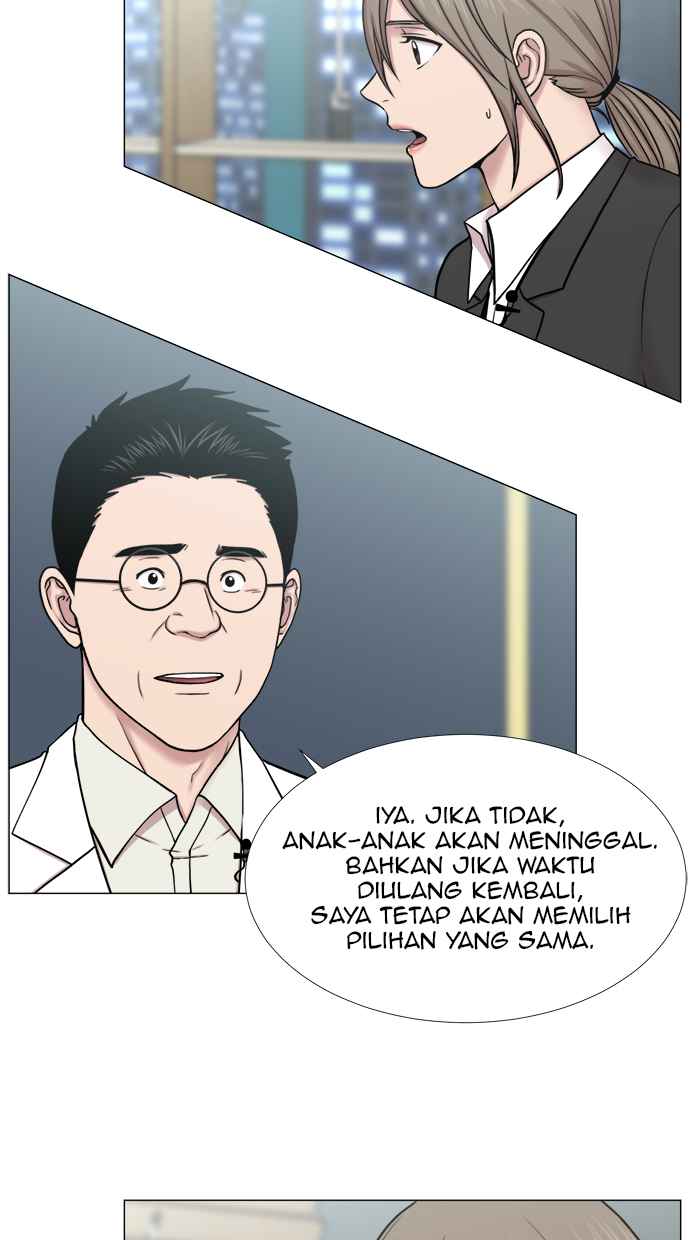 IYA. JIKA TIDAK,
ANAK-ANAK AKAN MENINGGAL.
BAHKAN JIKA WAKTU
DIULANG KEMBALI,
SAYA TETAP AKAN MEMILIH
PILIHAN YANG SAMA.